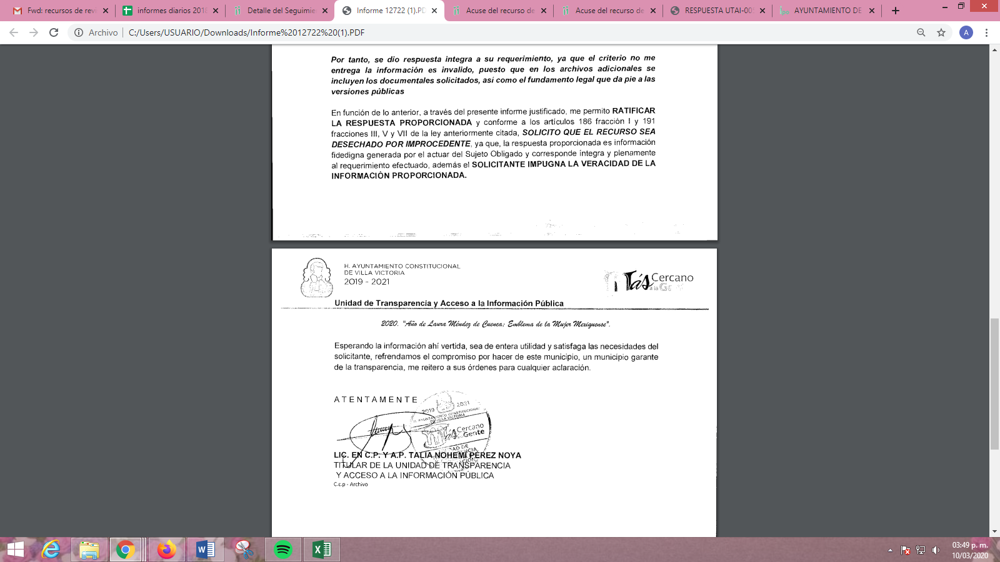 Fwd: recursos de revi
informes diarios 2018
Detalle del Seguimie
Informe 12722 (1).PD
Acuse del recurso de
Acuse del recurso de
RESPUESTA UTAI-00
AYUNTAMIENTO DE
Archivo
C:/Users/USUARIO/Downloads/Informe%2012722%20(1).PDF
A
Por tanto, se dio respuesta integra a su requerimiento, ya que el criterio no me
entrega la información es invalido, puesto que en los archivos adicionales se
incluyen los documentales solicitados, así como el fundamento legal que da pie a las
versiones públicas
En función de lo anterior, a través del presente informe justificado, me permito RATIFICAR
LA RESPUESTA PROPORCIONADA y conforme a los artículos 186 fracción I y 191
fracciones III, V y VII de la ley anteriormente citada, SOLICITO QUE EL RECURSO SEA
DESECHADO POR IMPROCEDENTE, ya que, la respuesta proporcionada es información
fidedigna generada por el actuar del Sujeto Obligado y corresponde íntegra y plenamente
al requerimiento efectuado, además el SOLICITANTE IMPUGNA LA VERACIDAD DE LA
INFORMACIÓN PROPORCIONADA.
H. AYUNTAMIENTO CONSTITUCIONAL
DE VILLA VICTORIA
2019 - 2021
Más Cercano
a la Gente
Unidad de Transparencia y Acceso a la Información Pública
2020. "Año de Laura Méndez de Cuenca; Emblema de la Mujer Mexiquense".
Esperando la información ahí vertida, sea de entera utilidad y satisfaga las necesidades del
solicitante, refrendamos el compromiso por hacer de este municipio, un municipio garante
de la transparencia, me reitero a sus órdenes para cualquier aclaración.
ATENTAMENTE
2019 2021
H. AYUNTAMIENTO CONSTITUCIONAL
DE VILLA VICTORIA
Más Cercano
Gente
LIC. EN C.P. Y A.P. TALIA NOHEMI PÉREZ NOYA
TITULAR DE LA UNIDAD DE TRANSPARENCIA
Y ACCESO A LA INFORMACIÓN PÚBLICA
C.c.p - Archivo
03:49 p. m.
10/03/2020